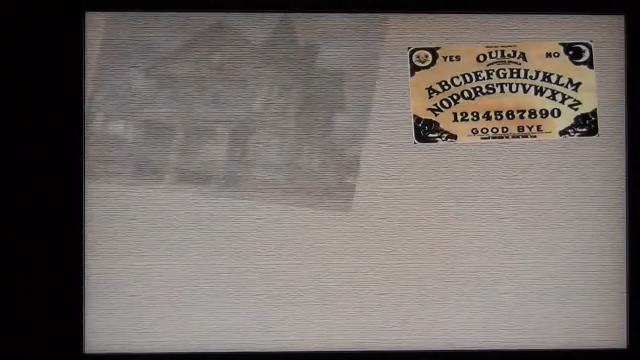 YES OUIJA NO
ABCDEFGHIJKLM
NOPQRSTUVWXYZ
1234567890
GOOD BYE